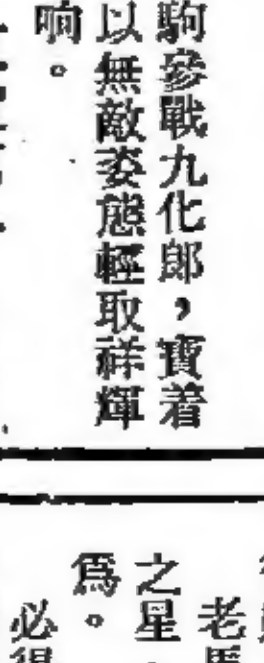 駒參戰九化郎，寶着
以無敵姿態輕取祥輝
响。
老馬
之星，
爲。
必得